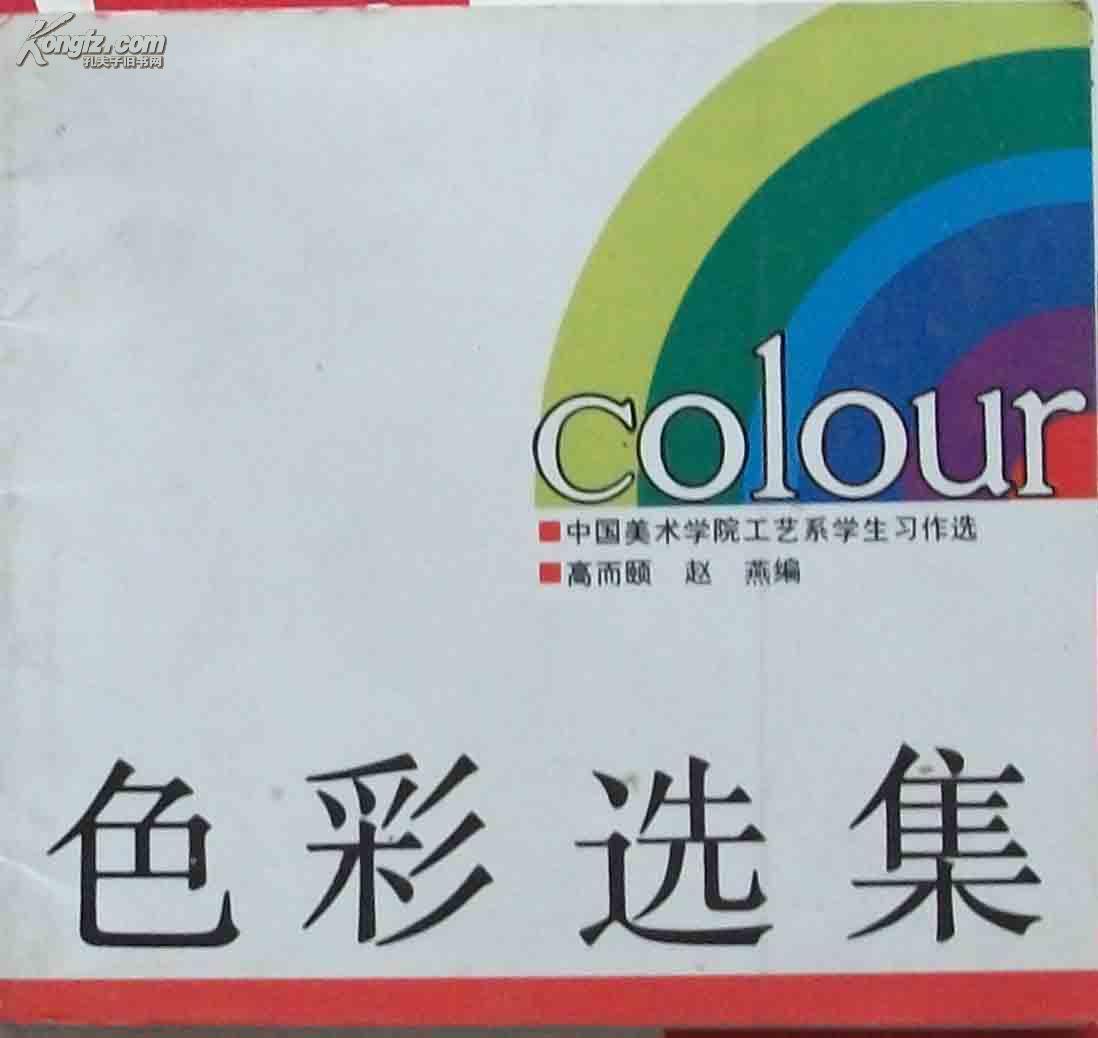 Kongfz.com
孔夫子旧书网
colour
中国美术学院工艺系学生习作选
高而颐 赵 燕编
色彩选集